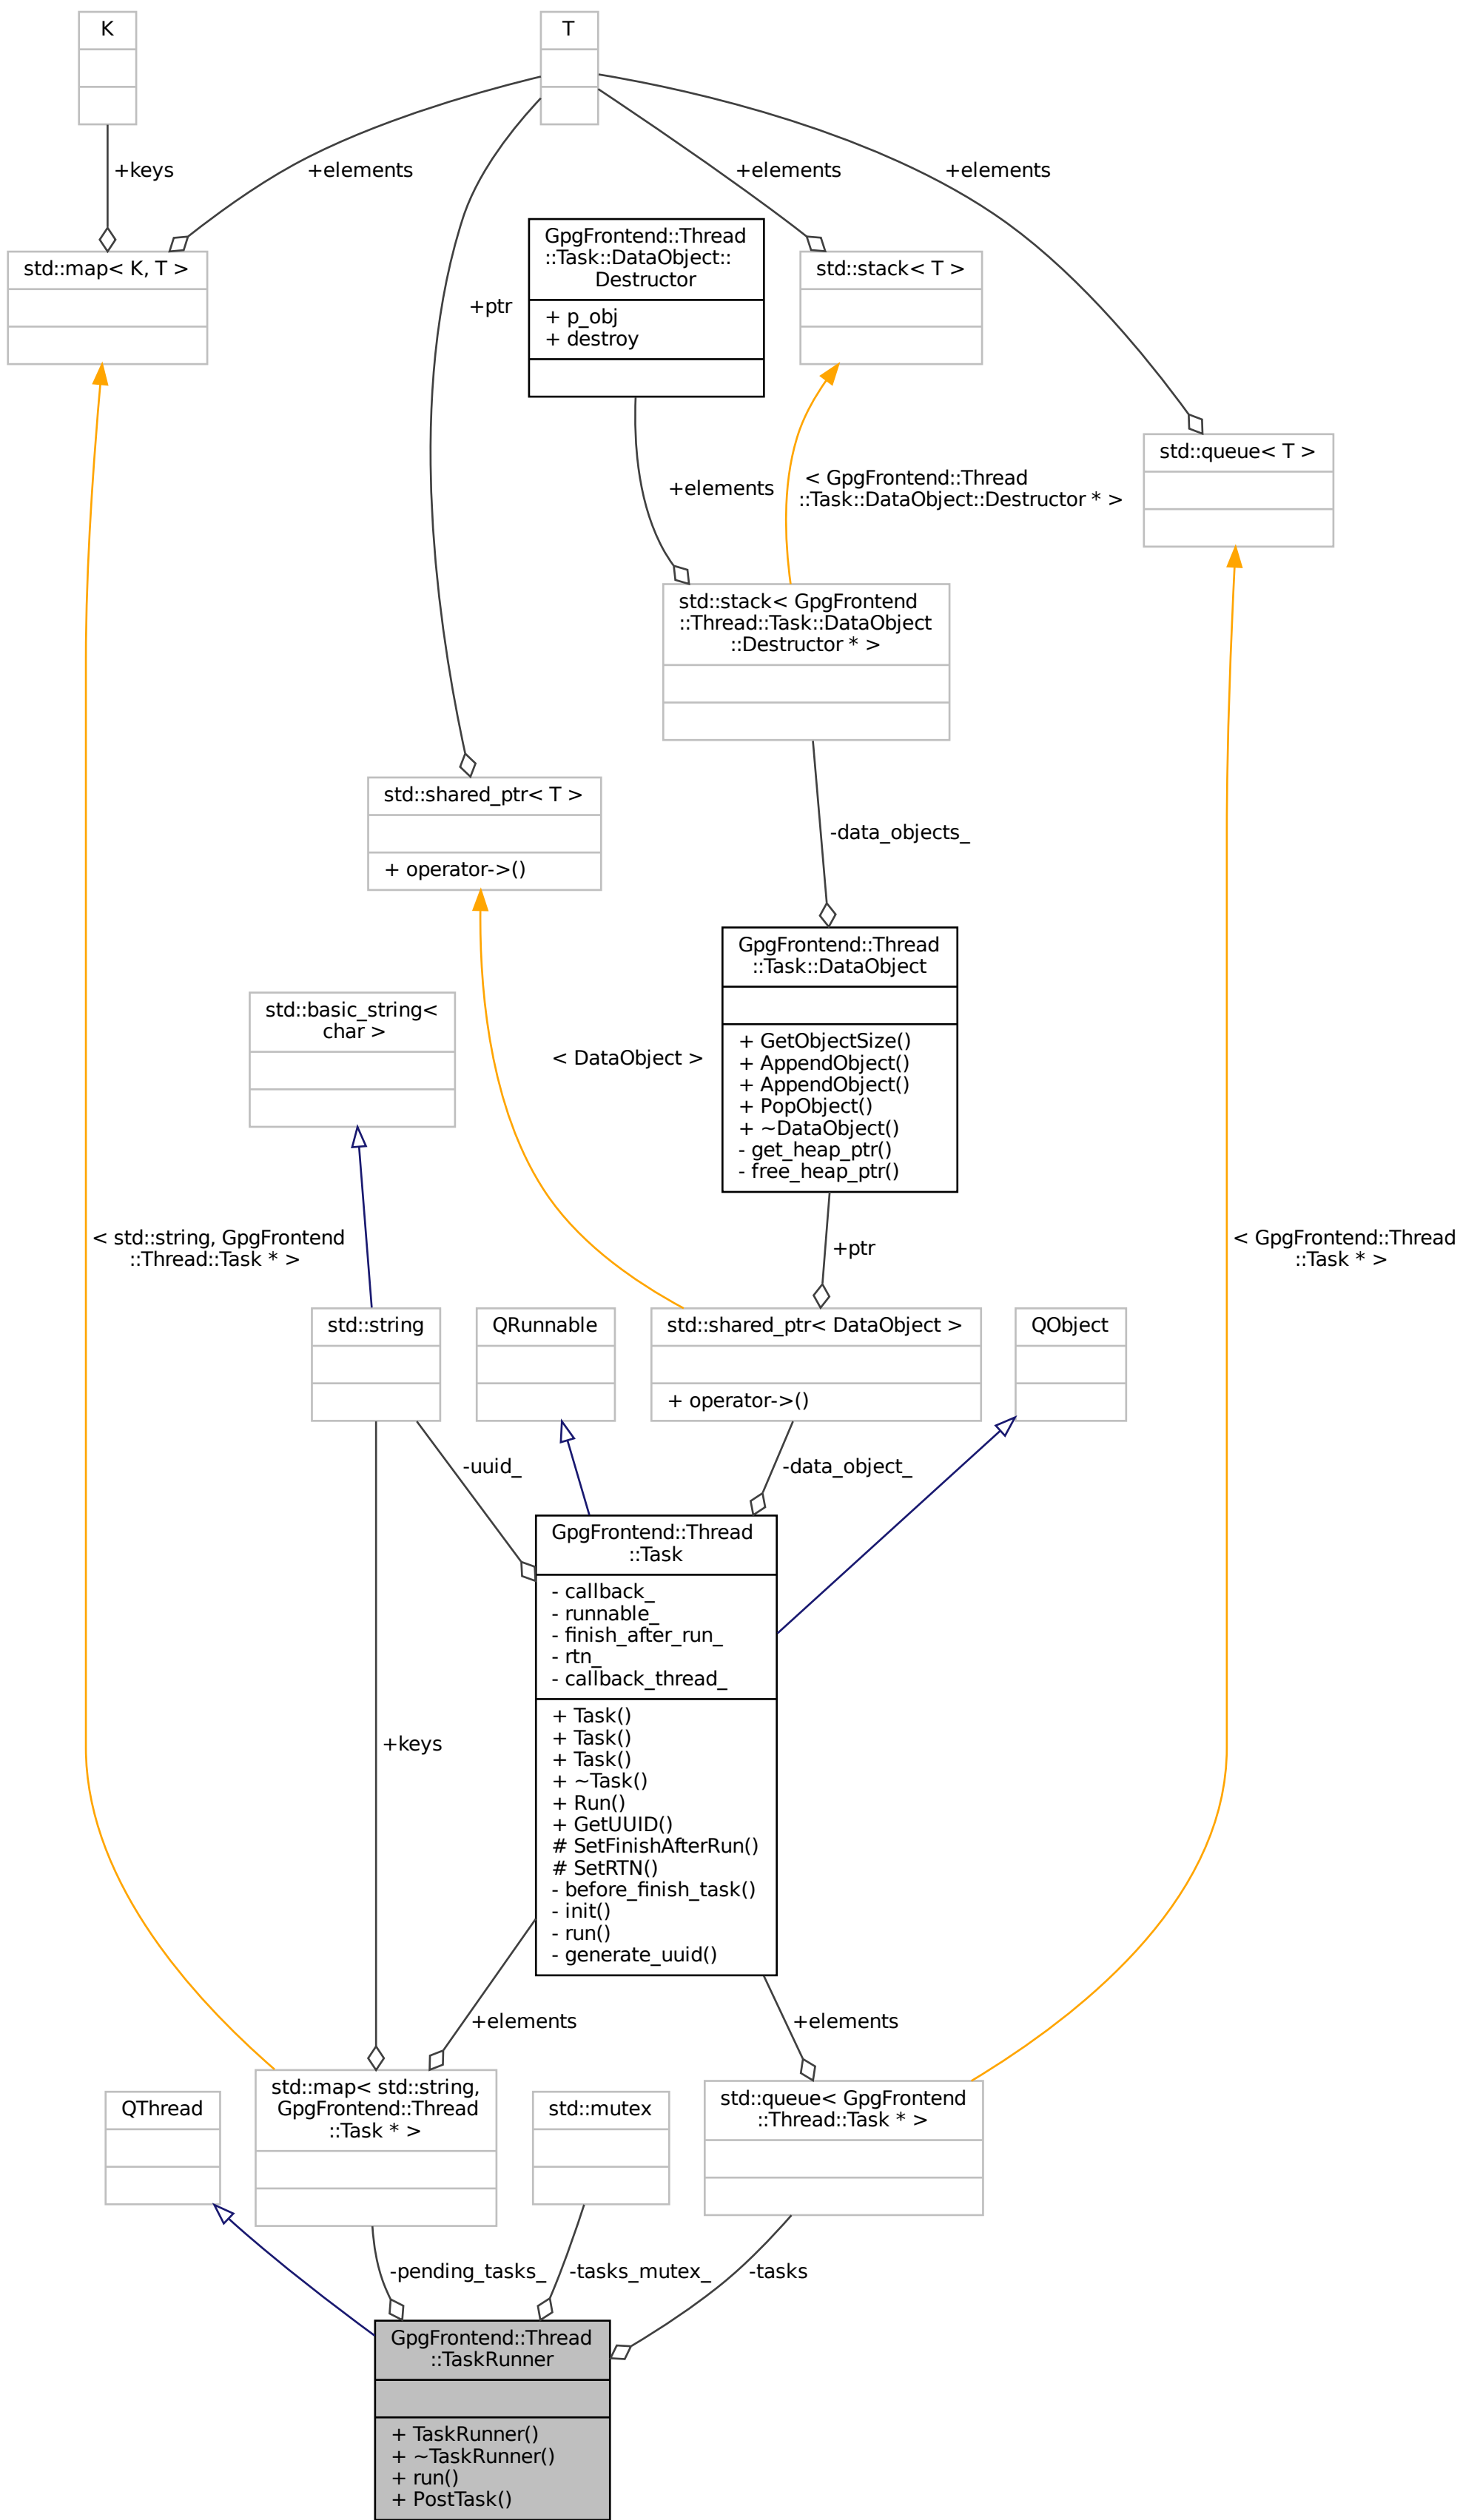 K
T
+keys
+elements
+elements
+elements
GpgFrontend::Thread
::Task::DataObject::
Destructor
+ p_obj
+ destroy
std::map< K, T >
std::stack< T >
+ptr
std::queue< T >
+elements
< GpgFrontend::Thread
::Task::DataObject::Destructor * >
std::stack< GpgFrontend
::Thread::Task::DataObject
::Destructor * >
std::shared_ptr< T >
+ operator->()
-data_objects_
GpgFrontend::Thread
::Task::DataObject
+ GetObjectSize()
+ AppendObject()
+ AppendObject()
+ PopObject()
+ ~DataObject()
- get_heap_ptr()
- free_heap_ptr()
std::basic_string<
char >
< DataObject >
< std::string, GpgFrontend
::Thread::Task * >
+ptr
< GpgFrontend::Thread
::Task * >
std::string
QRunnable
std::shared_ptr< DataObject >
+ operator->()
QObject
-uuid_
-data_object_
GpgFrontend::Thread
::Task
- callback_
- runnable_
- finish_after_run_
- rtn_
- callback_thread_
+ Task()
+ Task()
+ Task()
+ ~Task()
+ Run()
+ GetUUID()
# SetFinishAfterRun()
# SetRTN()
- before_finish_task()
- init()
- run()
- generate_uuid()
+keys
+elements
+elements
QThread
std::map< std::string,
GpgFrontend::Thread
::Task * >
std::mutex
std::queue< GpgFrontend
::Thread::Task * >
-pending_tasks_
-tasks_mutex_
-tasks
GpgFrontend::Thread
::TaskRunner
+ TaskRunner()
+ ~TaskRunner()
+ run()
+ PostTask()